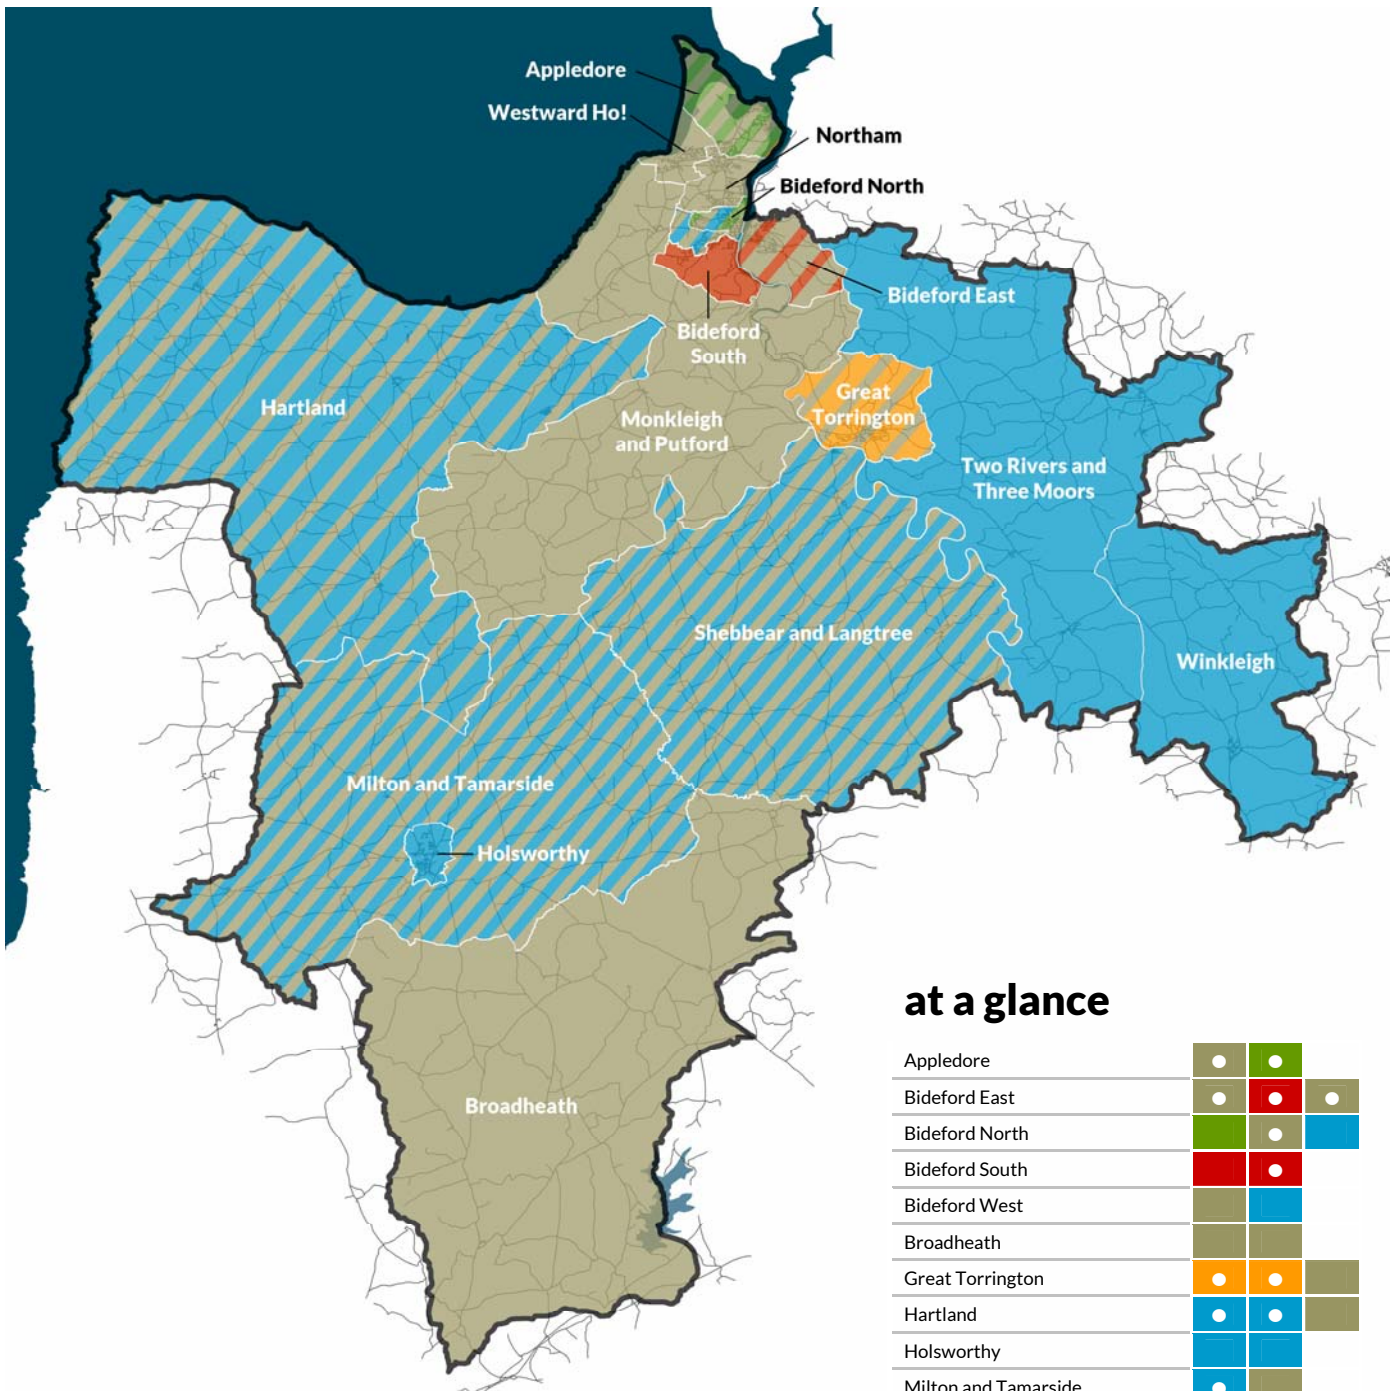 Appledore
Westward Ho!
Northam
Bideford North
Bideford East
Bideford
South
Great
Torrington
Hartland
Monkleigh
and Putford
Two Rivers and
Three Moors
Shebbear and Langtree
Winkleigh
Milton and Tamarside
Holsworthy
Broadheath
at a glance
Appledore
Bideford East
Bideford North
Bideford South
Bideford West
Broadheath
Great Torrington
Hartland
Holsworthy
Milton and Tamarside